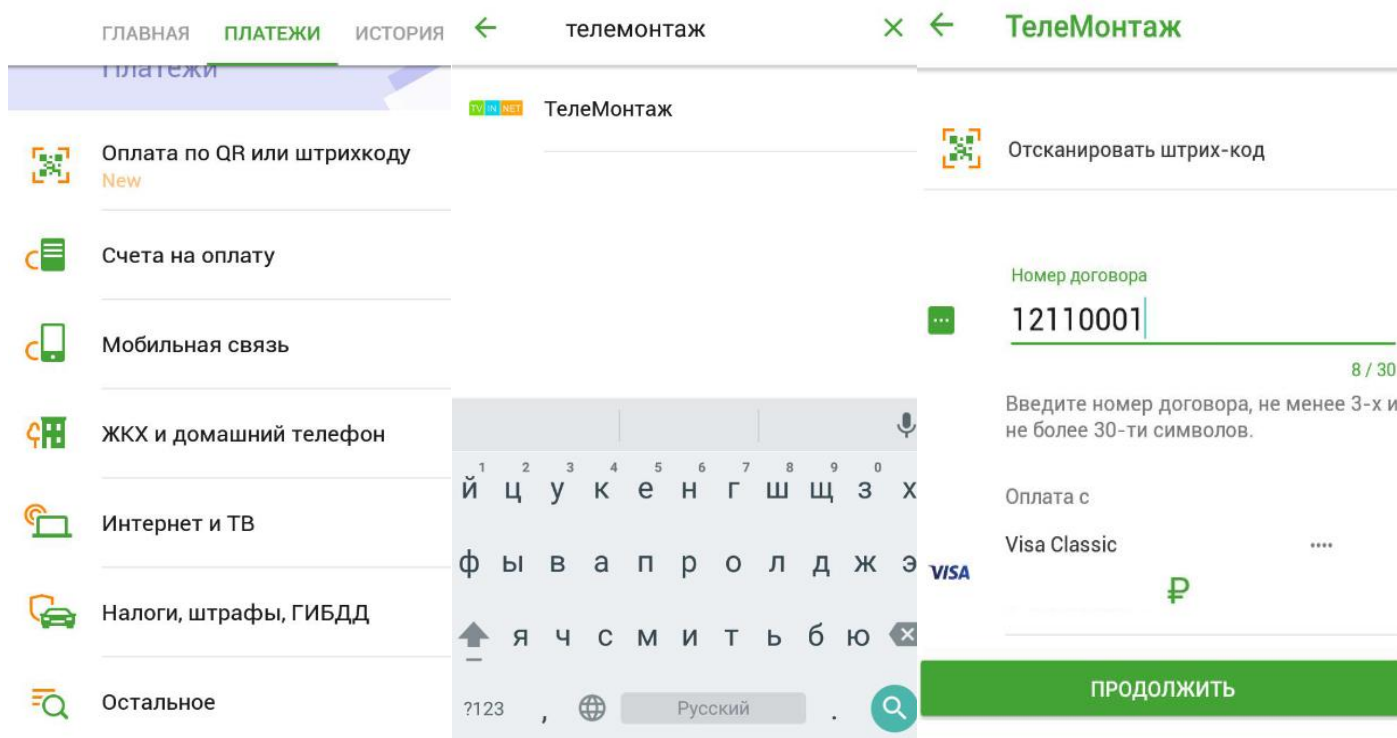 ГЛАВНАЯ ПЛАТЕЖИ ИСТОРИЯ
Платежи
Оплата по QR или штрихкоду
New
Счета на оплату
Мобильная связь
ЖКХ и домашний телефон
Интернет и ТВ
Налоги, штрафы, ГИБДД
Остальное
телемонтаж
TV IN NET ТелеМонтаж
1 2 3 4 5 6 7 8 9 0
й ц у к е н г ш щ з х
ф ы в а п р о л д ж э
я ч с м и т ь б ю
?123 , Русский .
ТелеМонтаж
Отсканировать штрих-код
Номер договора
12110001
8 / 30
Введите номер договора, не менее 3-х и
не более 30-ти символов.
Оплата с
Visa Classic ····
VISA
₽
ПРОДОЛЖИТЬ